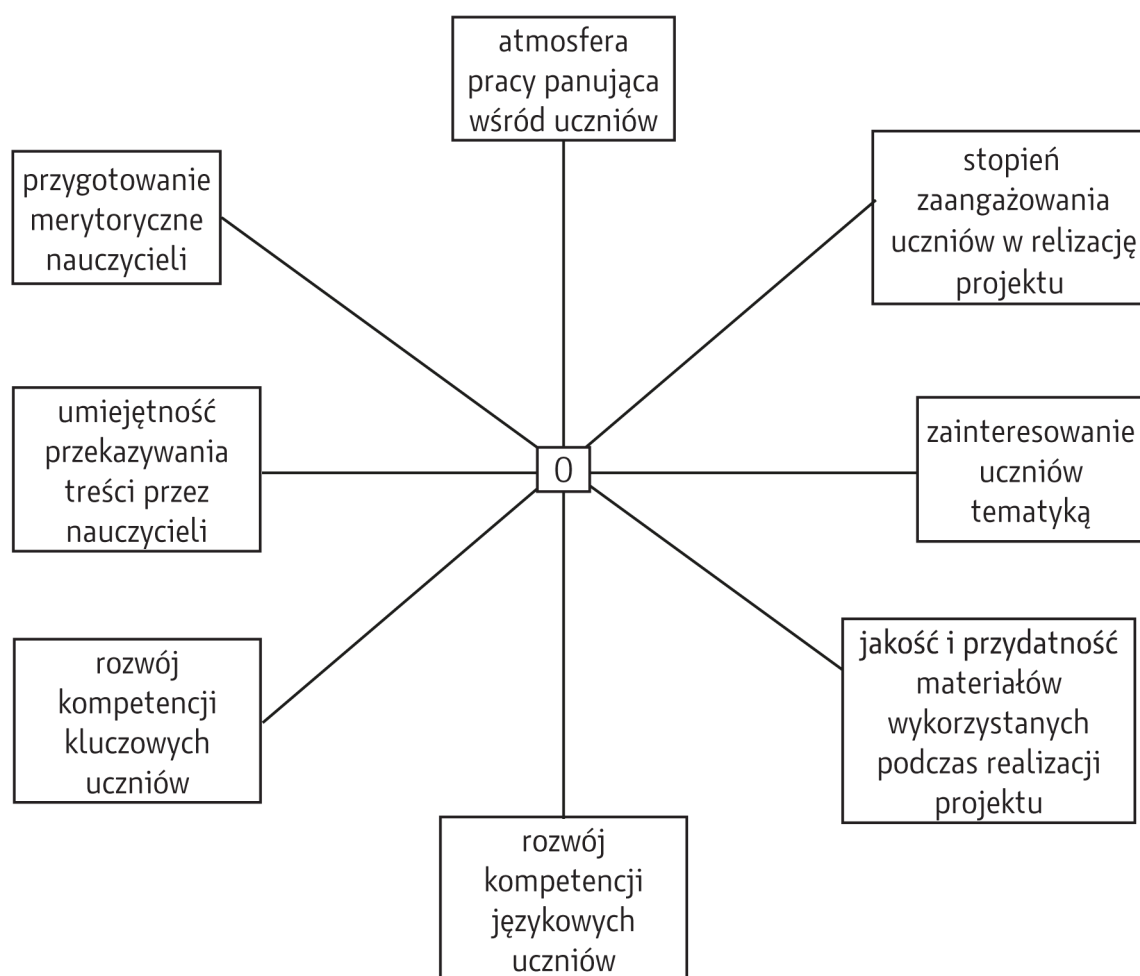 atmosfera
pracy panująca
wśród uczniów
stopień
zaangażowania
uczniów w relizację
projektu
przygotowanie
merytoryczne
nauczycieli
umiejętność
przekazywania
treści przez
nauczycieli
0
zainteresowanie
uczniów
tematyką
rozwój
kompetencji
kluczowych
uczniów
jakość i przydatność
materiałów
wykorzystanych
podczas realizacji
projektu
rozwój
kompetencji
językowych
uczniów